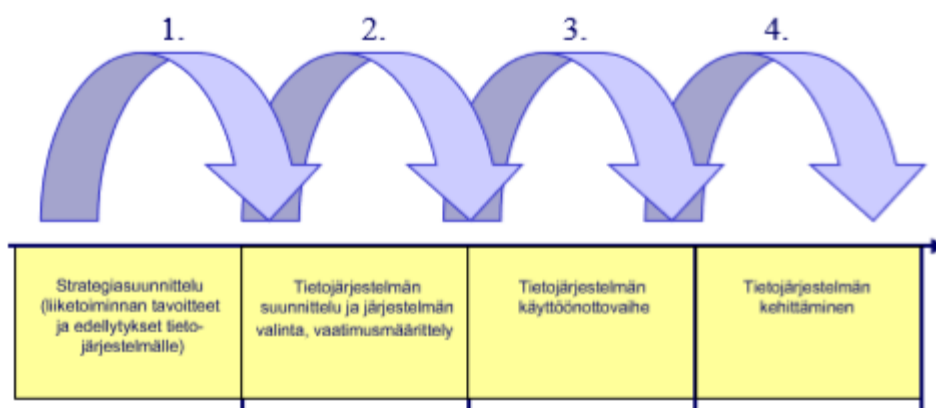 1. 2. 3. 4.
Strategiasuunnittelu
(liiketoiminnan tavoitteet
ja edellytykset tieto-
järjestelmälle)
Tietojärjestelmän
suunnittelu ja järjestelmän
valinta, vaatimusmäärittely
Tietojärjestelmän
käyttöönottovaihe
Tietojärjestelmän
kehittäminen